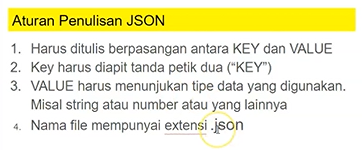 Aturan Penulisan JSON
1. Harus ditulis berpasangan antara KEY dan VALUE
2. Key harus diapit tanda petik dua (“KEY”)
3. VALUE harus menunjukan tipe data yang digunakan.
Misal string atau number atau yang lainnya
4. Nama file mempunyai extensi .json